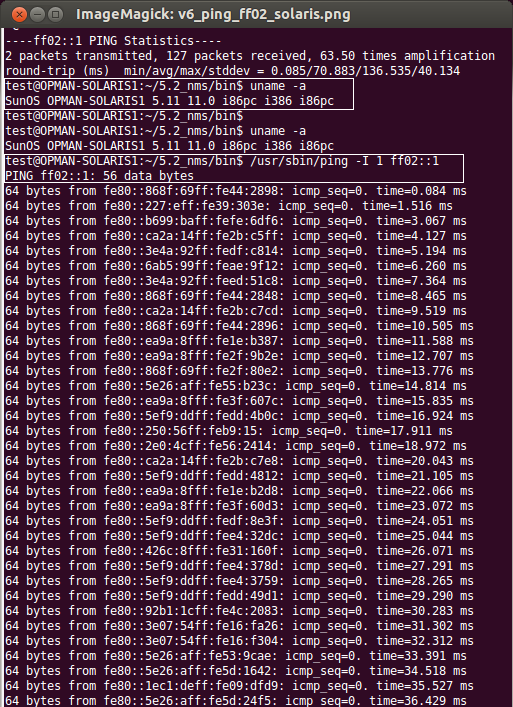 ImageMagick: v6_ping_ff02_solaris.png
----ff02::1 PING Statistics----
2 packets transmitted, 127 packets received, 63.50 times amplification
round-trip (ms)  min/avg/max/stddev = 0.085/70.883/136.535/40.134
test@OPMAN-SOLARIS1:~/5.2_nms/bin$ uname -a
SunOS OPMAN-SOLARIS1 5.11 11.0 i86pc i386 i86pc
test@OPMAN-SOLARIS1:~/5.2_nms/bin$
test@OPMAN-SOLARIS1:~/5.2_nms/bin$ uname -a
SunOS OPMAN-SOLARIS1 5.11 11.0 i86pc i386 i86pc
test@OPMAN-SOLARIS1:~/5.2_nms/bin$ /usr/sbin/ping -I 1 ff02::1
PING ff02::1: 56 data bytes
64 bytes from fe80::868f:69ff:fe44:2898: icmp_seq=0. time=0.084 ms
64 bytes from fe80::227:eff:fe39:303e: icmp_seq=0. time=1.516 ms
64 bytes from fe80::b699:baff:fefe:6df6: icmp_seq=0. time=3.067 ms
64 bytes from fe80::ca2a:14ff:fe2b:c5ff: icmp_seq=0. time=4.127 ms
64 bytes from fe80::3e4a:92ff:fedf:c814: icmp_seq=0. time=5.194 ms
64 bytes from fe80::6ab5:99ff:feae:9f12: icmp_seq=0. time=6.260 ms
64 bytes from fe80::3e4a:92ff:feed:51c8: icmp_seq=0. time=7.364 ms
64 bytes from fe80::868f:69ff:fe44:2848: icmp_seq=0. time=8.465 ms
64 bytes from fe80::ca2a:14ff:fe2b:c7cd: icmp_seq=0. time=9.519 ms
64 bytes from fe80::868f:69ff:fe44:2896: icmp_seq=0. time=10.505 ms
64 bytes from fe80::ea9a:8fff:fe1e:b387: icmp_seq=0. time=11.588 ms
64 bytes from fe80::ea9a:8fff:fe2f:9b2e: icmp_seq=0. time=12.707 ms
64 bytes from fe80::868f:69ff:fe2f:80e2: icmp_seq=0. time=13.776 ms
64 bytes from fe80::5e26:aff:fe55:b23c: icmp_seq=0. time=14.814 ms
64 bytes from fe80::ea9a:8fff:fe3f:607c: icmp_seq=0. time=15.835 ms
64 bytes from fe80::5ef9:ddff:fedd:4b0c: icmp_seq=0. time=16.924 ms
64 bytes from fe80::250:56ff:feb9:15: icmp_seq=0. time=17.911 ms
64 bytes from fe80::2e0:4cff:fe56:2414: icmp_seq=0. time=18.972 ms
64 bytes from fe80::ca2a:14ff:fe2b:c7e8: icmp_seq=0. time=20.043 ms
64 bytes from fe80::5ef9:ddff:fedd:4812: icmp_seq=0. time=21.105 ms
64 bytes from fe80::ea9a:8fff:fe1e:b2d8: icmp_seq=0. time=22.066 ms
64 bytes from fe80::ea9a:8fff:fe3f:60d3: icmp_seq=0. time=23.072 ms
64 bytes from fe80::5ef9:ddff:fedf:8e3f: icmp_seq=0. time=24.051 ms
64 bytes from fe80::5ef9:ddff:fee4:32dc: icmp_seq=0. time=25.044 ms
64 bytes from fe80::426c:8fff:fe31:160f: icmp_seq=0. time=26.071 ms
64 bytes from fe80::5ef9:ddff:fee4:378d: icmp_seq=0. time=27.291 ms
64 bytes from fe80::5ef9:ddff:fee4:3759: icmp_seq=0. time=28.265 ms
64 bytes from fe80::5ef9:ddff:fedd:49d1: icmp_seq=0. time=29.290 ms
64 bytes from fe80::92b1:1cff:fe4c:2083: icmp_seq=0. time=30.283 ms
64 bytes from fe80::3e07:54ff:fe16:fa26: icmp_seq=0. time=31.302 ms
64 bytes from fe80::3e07:54ff:fe16:f304: icmp_seq=0. time=32.312 ms
64 bytes from fe80::5e26:aff:fe53:9cae: icmp_seq=0. time=33.391 ms
64 bytes from fe80::5e26:aff:fe5d:1642: icmp_seq=0. time=34.518 ms
64 bytes from fe80::1ec1:deff:fe09:dfd9: icmp_seq=0. time=35.527 ms
64 bytes from fe80::5e26:aff:fe5d:24f5: icmp_seq=0. time=36.429 ms